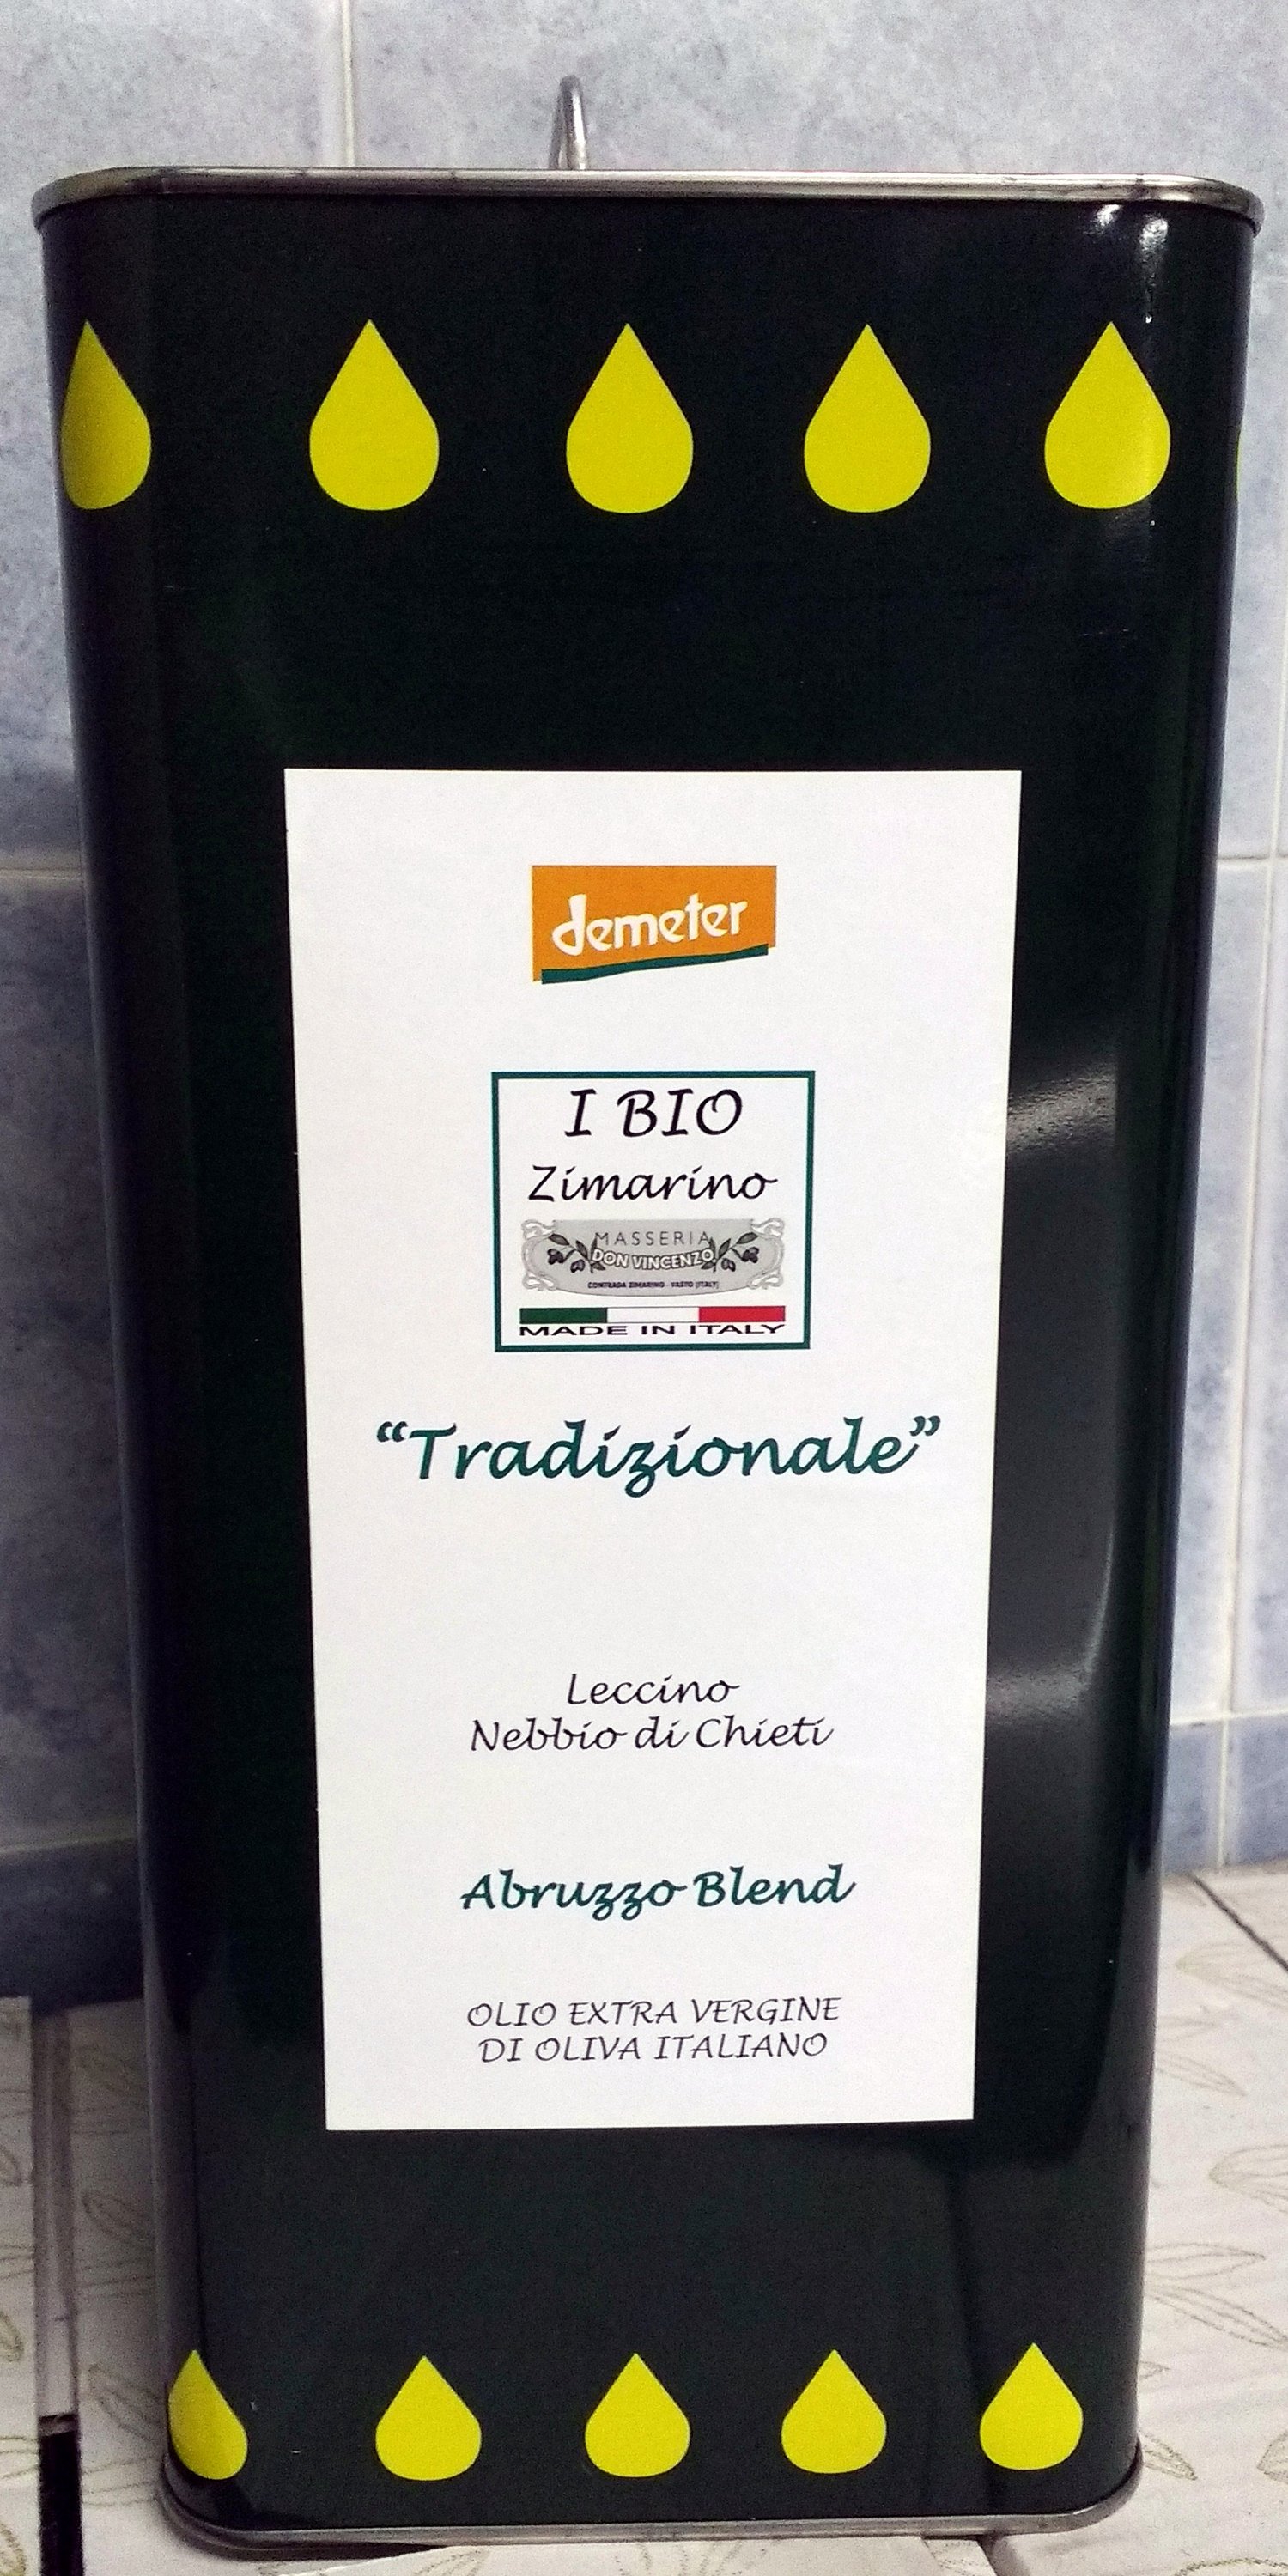 demeter
I BIO
Zimarino
MASSERIA
DON VINCENZO
CONTRADA ZIMARINO - VASTO (ITALY)
MADE IN ITALY
“Tradizionale”
Leccino
Nebbio di Chieti
Abruzzo Blend
OLIO EXTRA VERGINE
DI OLIVA ITALIANO